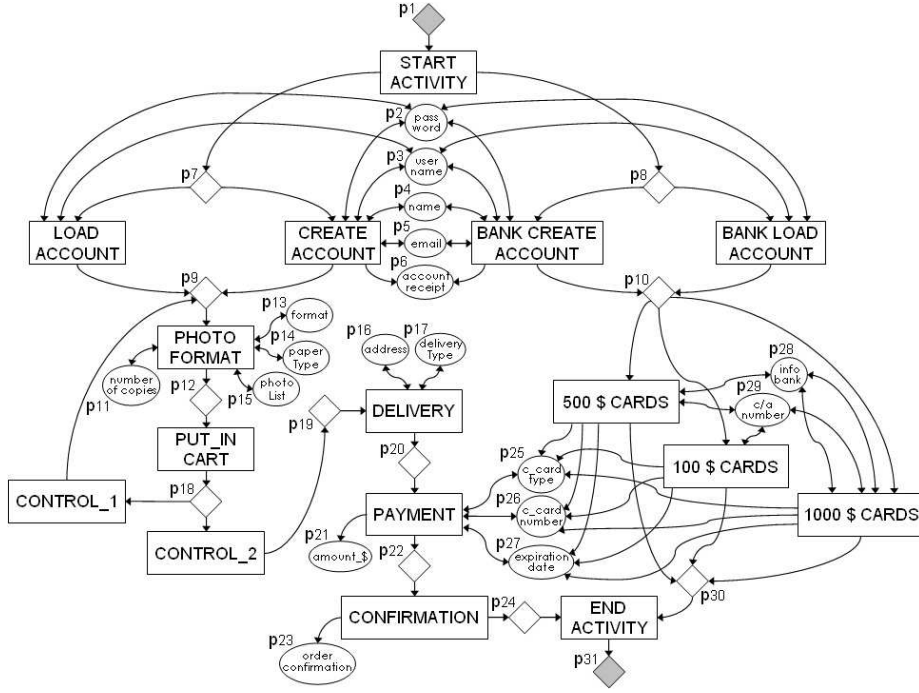 p1
START
ACTIVITY
p2
pass
word
p3
user
name
p7
p8
p4
name
LOAD
ACCOUNT
CREATE
ACCOUNT
p5
email
BANK CREATE
ACCOUNT
BANK LOAD
ACCOUNT
p6
account
receipt
p9
p10
p13
format
p14
paper
Type
PHOTO
FORMAT
p16
address
p17
delivery
Type
p28
info
bank
number
of copies
p11
p12
p15
photo
List
p29
c/a
number
500 $ CARDS
p19
DELIVERY
PUT_IN
CART
p20
p25
c_card
Type
100 $ CARDS
p18
CONTROL_1
p26
c_card
number
PAYMENT
1000 $ CARDS
p21
amount_$
p22
p27
expiration
date
CONTROL_2
p30
CONFIRMATION
p24
END
ACTIVITY
p23
order
confirmation
p31